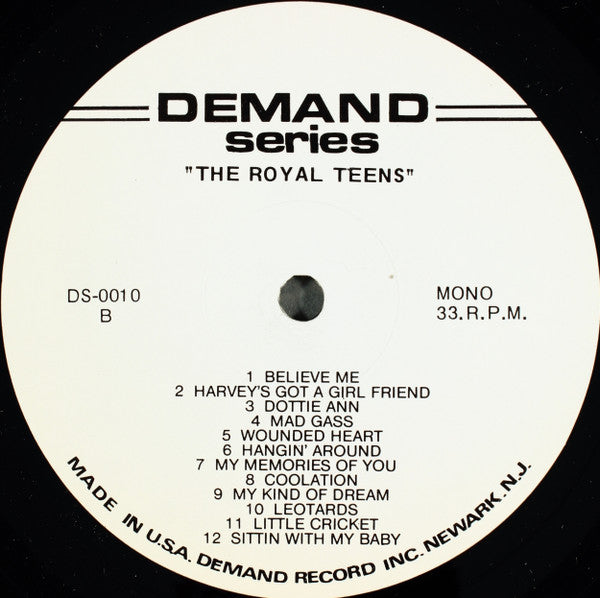 DEMAND
series
"THE ROYAL TEENS"
DS-0010
B
MONO
33.R.P.M.
1 BELIEVE ME
2 HARVEY'S GOT A GIRL FRIEND
3 DOTTIE ANN
4 MAD GASS
5 WOUNDED HEART
6 HANGIN' AROUND
7 MY MEMORIES OF YOU
8 COOLATION
9 MY KIND OF DREAM
10 LEOTARDS
11 LITTLE CRICKET
12 SITTIN WITH MY BABY
MADE IN U.S.A. DEMAND RECORD INC. NEWARK. N.J.